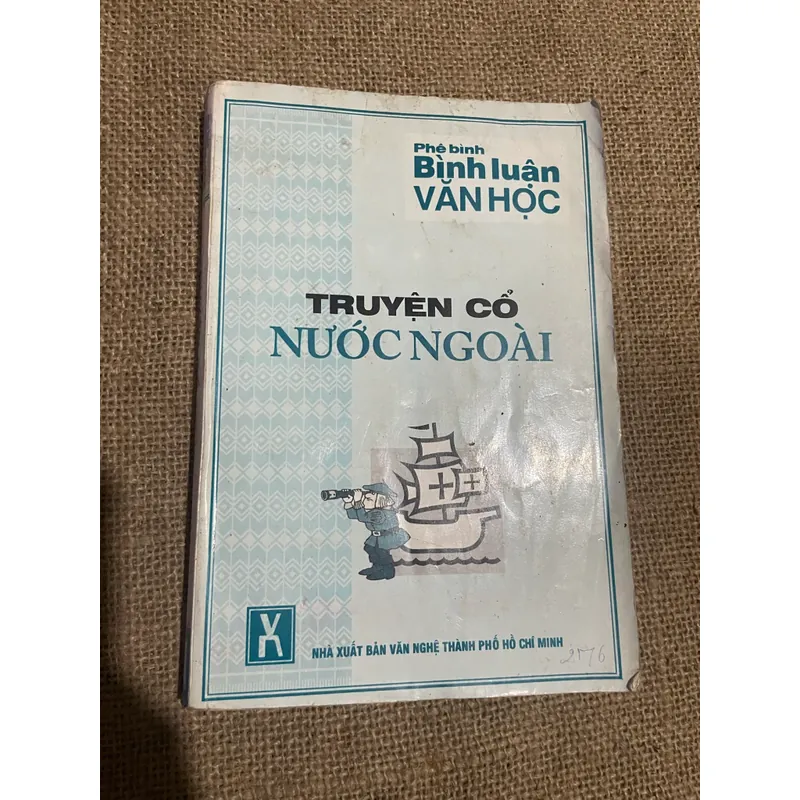 Phê bình
Bình luận
VĂN HỌC
TRUYỆN CỔ
NƯỚC NGOÀI
NHÀ XUẤT BẢN VĂN NGHỆ THÀNH PHỐ HỒ CHÍ MINH
2776